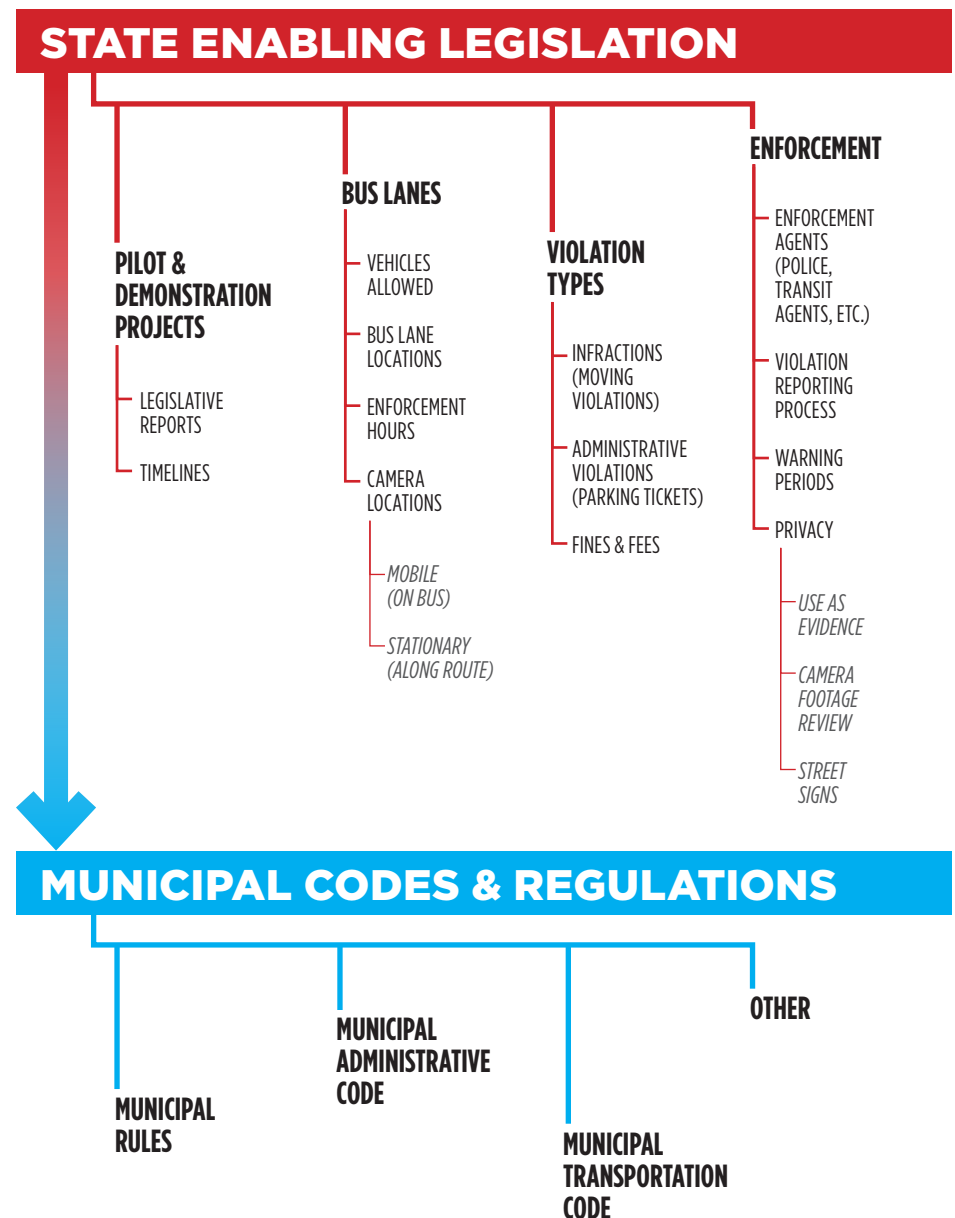 STATE ENABLING LEGISLATION
PILOT &
DEMONSTRATION
PROJECTS
LEGISLATIVE
REPORTS
TIMELINES
BUS LANES
VEHICLES
ALLOWED
BUS LANE
LOCATIONS
ENFORCEMENT
HOURS
CAMERA
LOCATIONS
MOBILE
(ON BUS)
STATIONARY
(ALONG ROUTE)
VIOLATION
TYPES
INFRACTIONS
(MOVING
VIOLATIONS)
ADMINISTRATIVE
VIOLATIONS
(PARKING TICKETS)
FINES & FEES
ENFORCEMENT
ENFORCEMENT
AGENTS
(POLICE,
TRANSIT
AGENTS, ETC.)
VIOLATION
REPORTING
PROCESS
WARNING
PERIODS
PRIVACY
USE AS
EVIDENCE
CAMERA
FOOTAGE
REVIEW
STREET
SIGNS
MUNICIPAL CODES & REGULATIONS
MUNICIPAL
RULES
MUNICIPAL
ADMINISTRATIVE
CODE
MUNICIPAL
TRANSPORTATION
CODE
OTHER